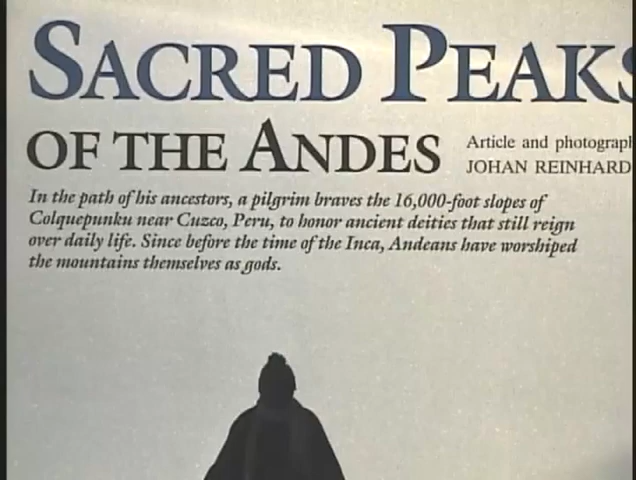 SACRED PEAKS
OF THE ANDES
Article and photograph
JOHAN REINHARD
In the path of his ancestors, a pilgrim braves the 16,000-foot slopes of
Colquepunku near Cuzco, Peru, to honor ancient deities that still reign
over daily life. Since before the time of the Inca, Andeans have worshiped
the mountains themselves as gods.